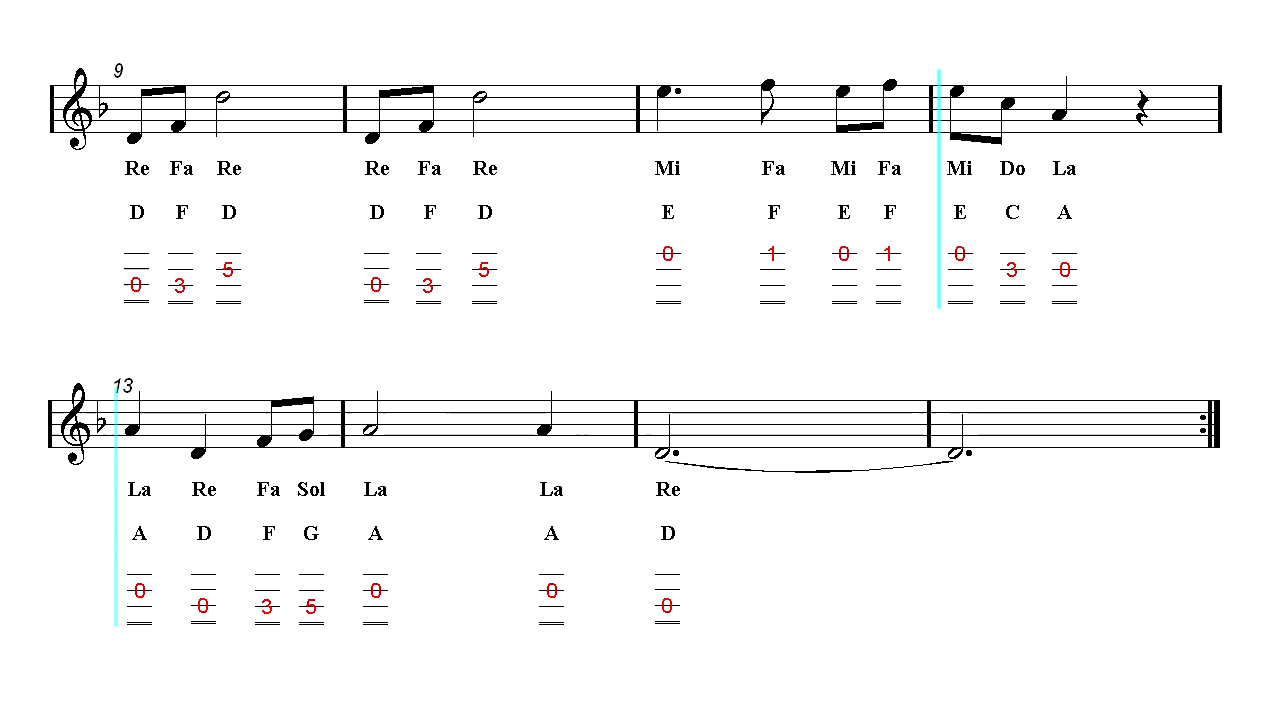 9
Re Fa Re Re Fa Re Mi Fa Mi Fa Mi Do La
D F D D F D E F E F E C A
0 1 0 1 0
5 5 3 0
0 3 0 3
13
La Re Fa Sol La La Re
A D F G A A D
0 0 0
0 3 5 0